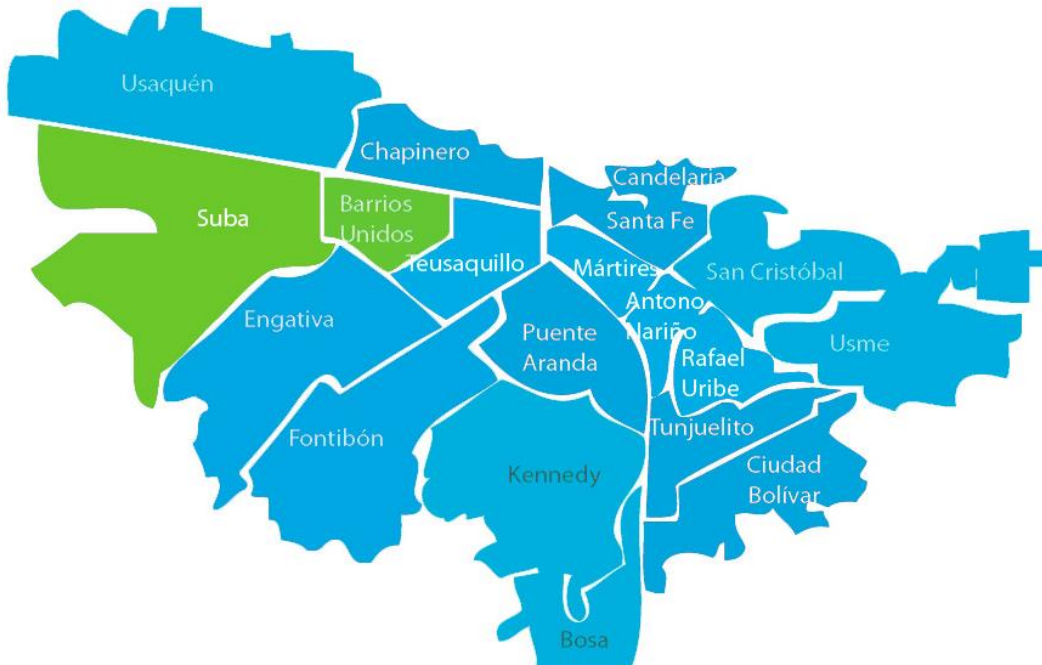 Usaquén
Chapinero
Candelaria
Suba
Barrios
Unidos
Santa Fe
Teusaquillo
Mártires
San Cristóbal
Engativa
Antono
Nariño
Puente
Aranda
Usme
Rafael
Uribe
Fontibón
Tunjuelito
Kennedy
Ciudad
Bolívar
Bosa